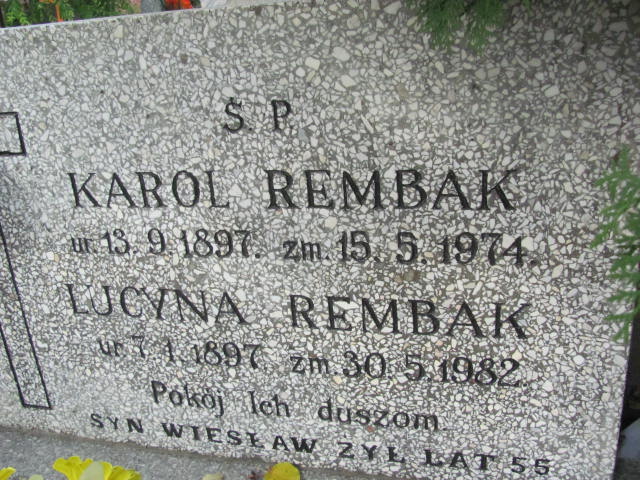 Ś. P.
KAROL REMBAK
ur. 13. 9. 1897. zm. 15. 5. 1974.
LUCYNA REMBAK
ur. 7. 1. 1897. zm. 30. 5. 1982.
Pokój Ich duszom.
SYN WIESŁAW ŻYŁ LAT 55